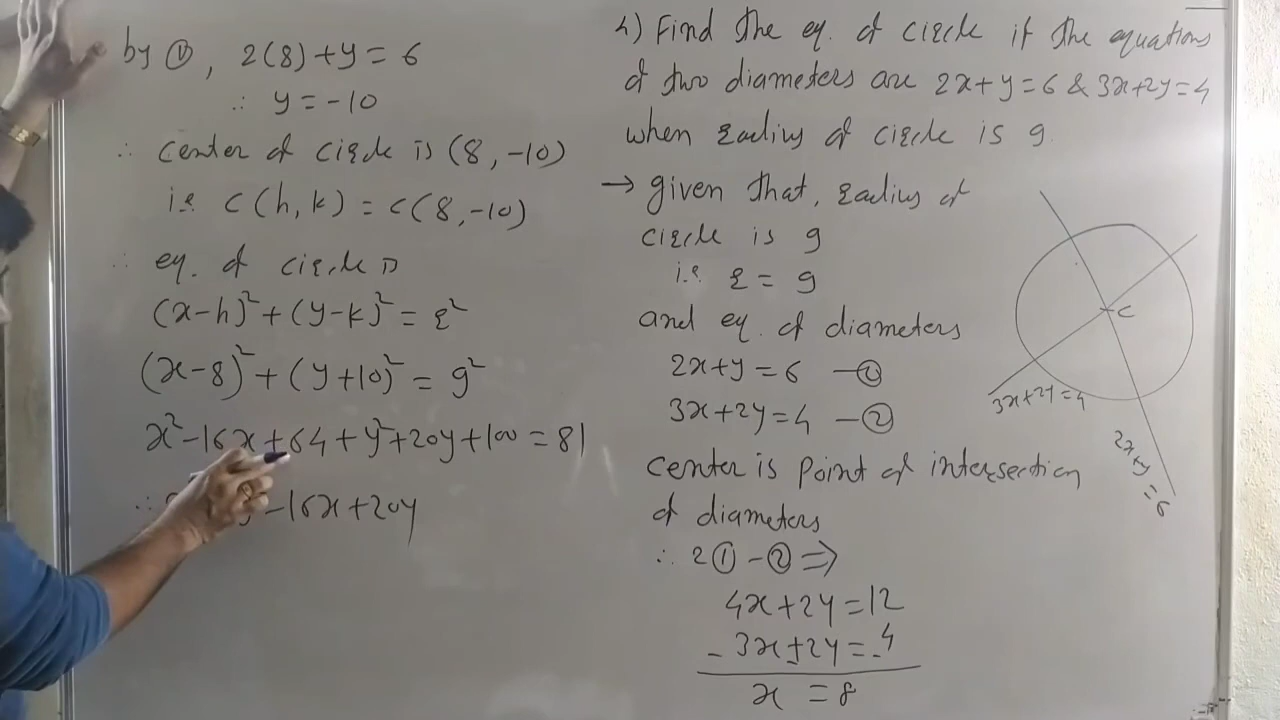 4) Find the eq. of circle if the equations
of two diameters are 2x+y=6 & 3x+2y=4
when radius of circle is 9.
→ given that, radius of
circle is 9
i.e r = 9
and eq. of diameters
2x+y=6 —①
3x+2y=4 —②
center is point of intersection
of diameters
∴ 2①-②⇒
4x+2y=12
- 3x±2y=-4
x = 8
C
3x+2y=4
2x+y=6
by ①, 2(8)+y=6
∴ y=-10
∴ center of circle is (8,-10)
i.e C(h,k)=C(8,-10)
∴ eq. of circle is
(x-h)²+(y-k)²=r²
(x-8)²+(y+10)²=9²
x²-16x+64+y²+20y+100=81
∴ -16x+20y